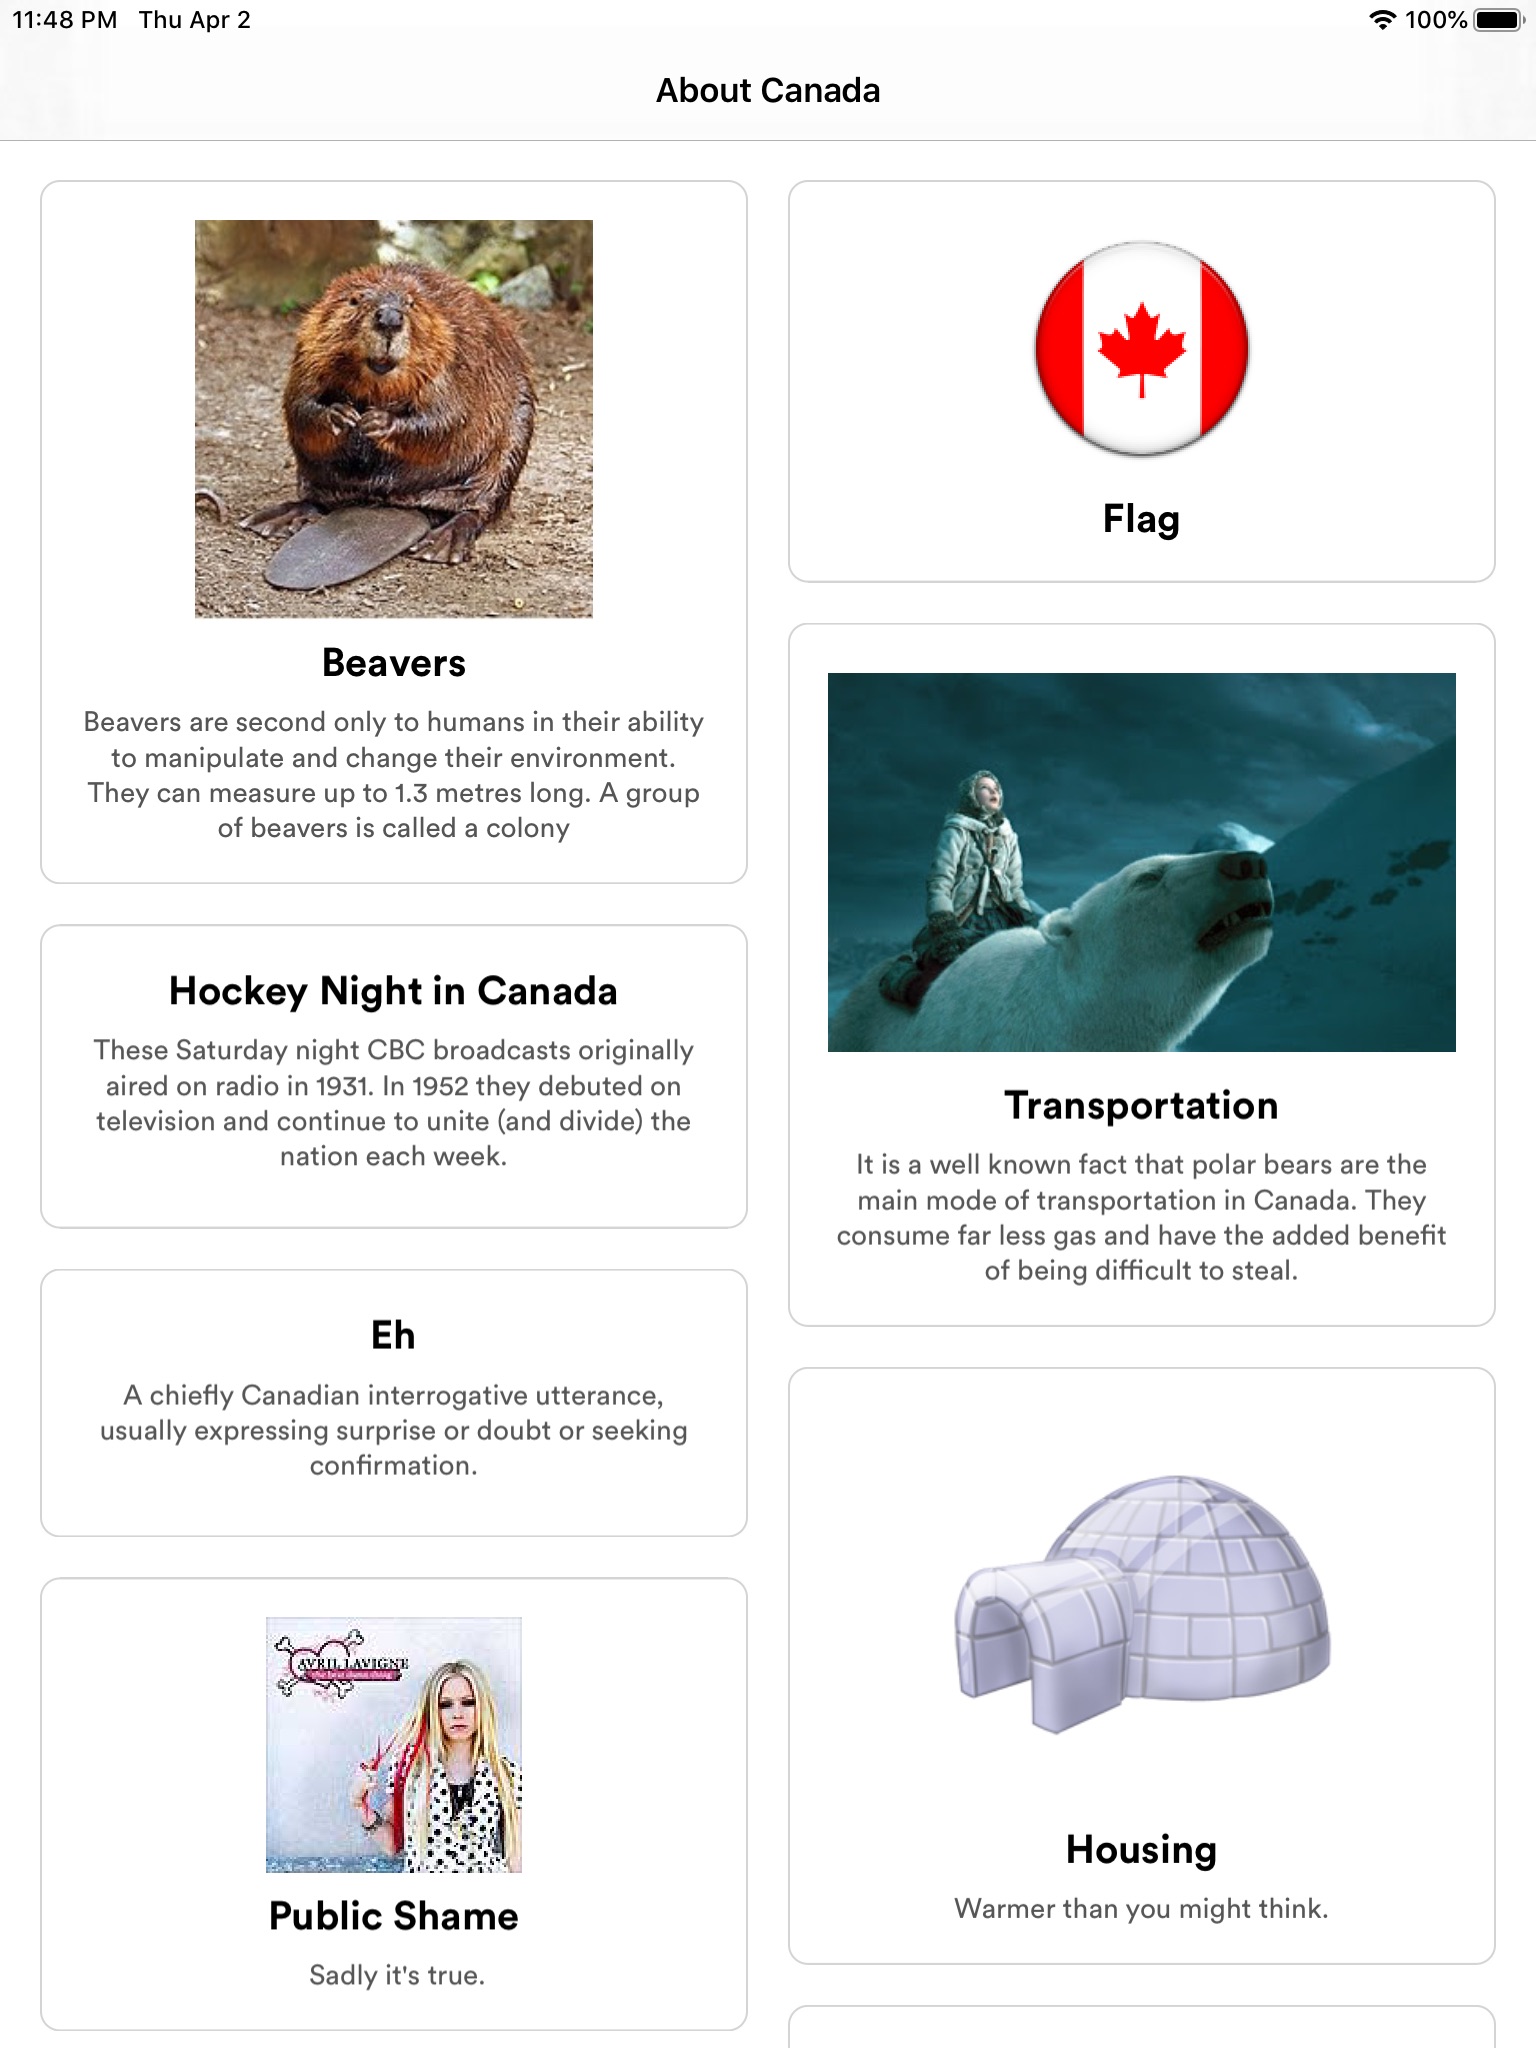 11:48 PM Thu Apr 2
100%
About Canada
Beavers
Beavers are second only to humans in their ability
to manipulate and change their environment.
They can measure up to 1.3 metres long. A group
of beavers is called a colony
Hockey Night in Canada
These Saturday night CBC broadcasts originally
aired on radio in 1931. In 1952 they debuted on
television and continue to unite (and divide) the
nation each week.
Eh
A chiefly Canadian interrogative utterance,
usually expressing surprise or doubt or seeking
confirmation.
AVRIL LAVIGNE
Public Shame
Sadly it's true.
Flag
Transportation
It is a well known fact that polar bears are the
main mode of transportation in Canada. They
consume far less gas and have the added benefit
of being difficult to steal.
Housing
Warmer than you might think.